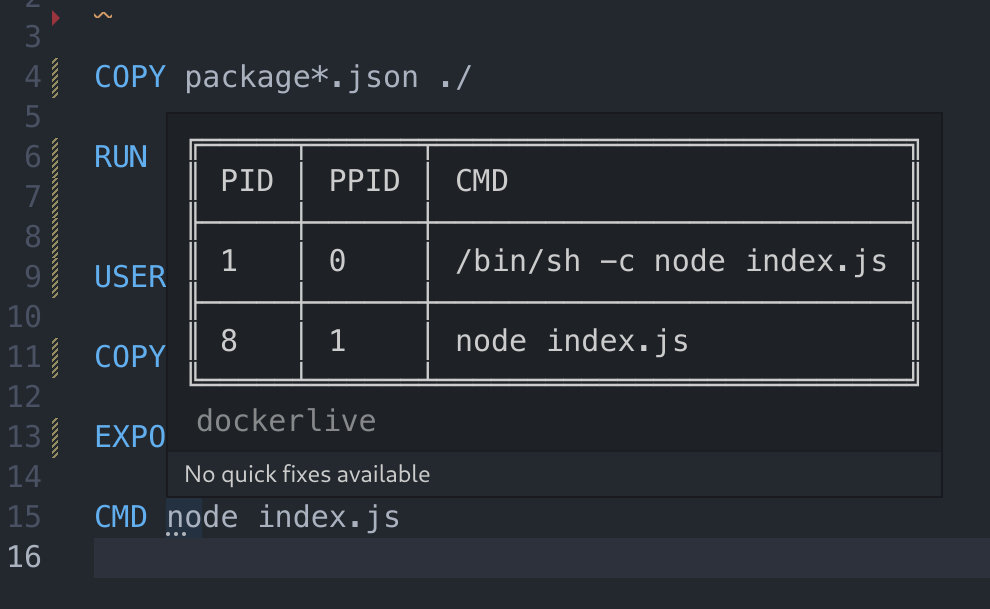 2
3
4 COPY package*.json ./
5
6 RUN
7
8
9 USER
10
11 COPY
12
13 EXPO
14
15 CMD node index.js
16
PID PPID CMD
1 0 /bin/sh -c node index.js
8 1 node index.js
dockerlive
No quick fixes available